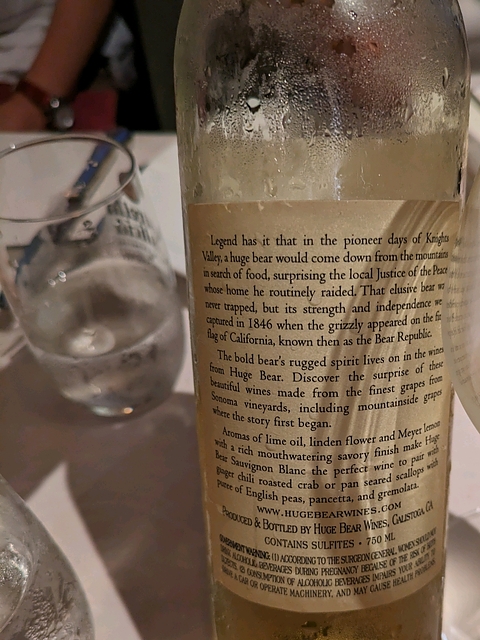 Legend has it that in the pioneer days of Knights
Valley, a huge bear would come down from the mountains
in search of food, surprising the local Justice of the Peace
whose home he routinely raided. That elusive bear
never trapped, but its strength and independence
captured in 1846 when the grizzly appeared on the
flag of California, known then as the Bear Republic.
The bold bear's rugged spirit lives on in the wines
from Huge Bear. Discover the surprise of these
beautiful wines made from the finest grapes from
Sonoma vineyards, including mountainside grapes
where the story first began.
Aromas of lime oil, linden flower and Meyer lemon
with a rich mouthwatering savory finish make Huge
Bear Sauvignon Blanc the perfect wine to pair with
ginger chili roasted crab or pan seared scallops with
puree of English peas, pancetta, and gremolata.
WWW.HUGEBEARWINES.COM
PRODUCED & BOTTLED BY HUGE BEAR WINES, CALISTOGA, CA
CONTAINS SULFITES • 750 ML
GOVERNMENT WARNING: (1) ACCORDING TO THE SURGEON GENERAL, WOMEN SHOULD NOT
DRINK ALCOHOLIC BEVERAGES DURING PREGNANCY BECAUSE OF THE RISK OF BIRTH
DEFECTS. (2) CONSUMPTION OF ALCOHOLIC BEVERAGES IMPAIRS YOUR ABILITY TO
DRIVE A CAR OR OPERATE MACHINERY, AND MAY CAUSE HEALTH PROBLEMS.